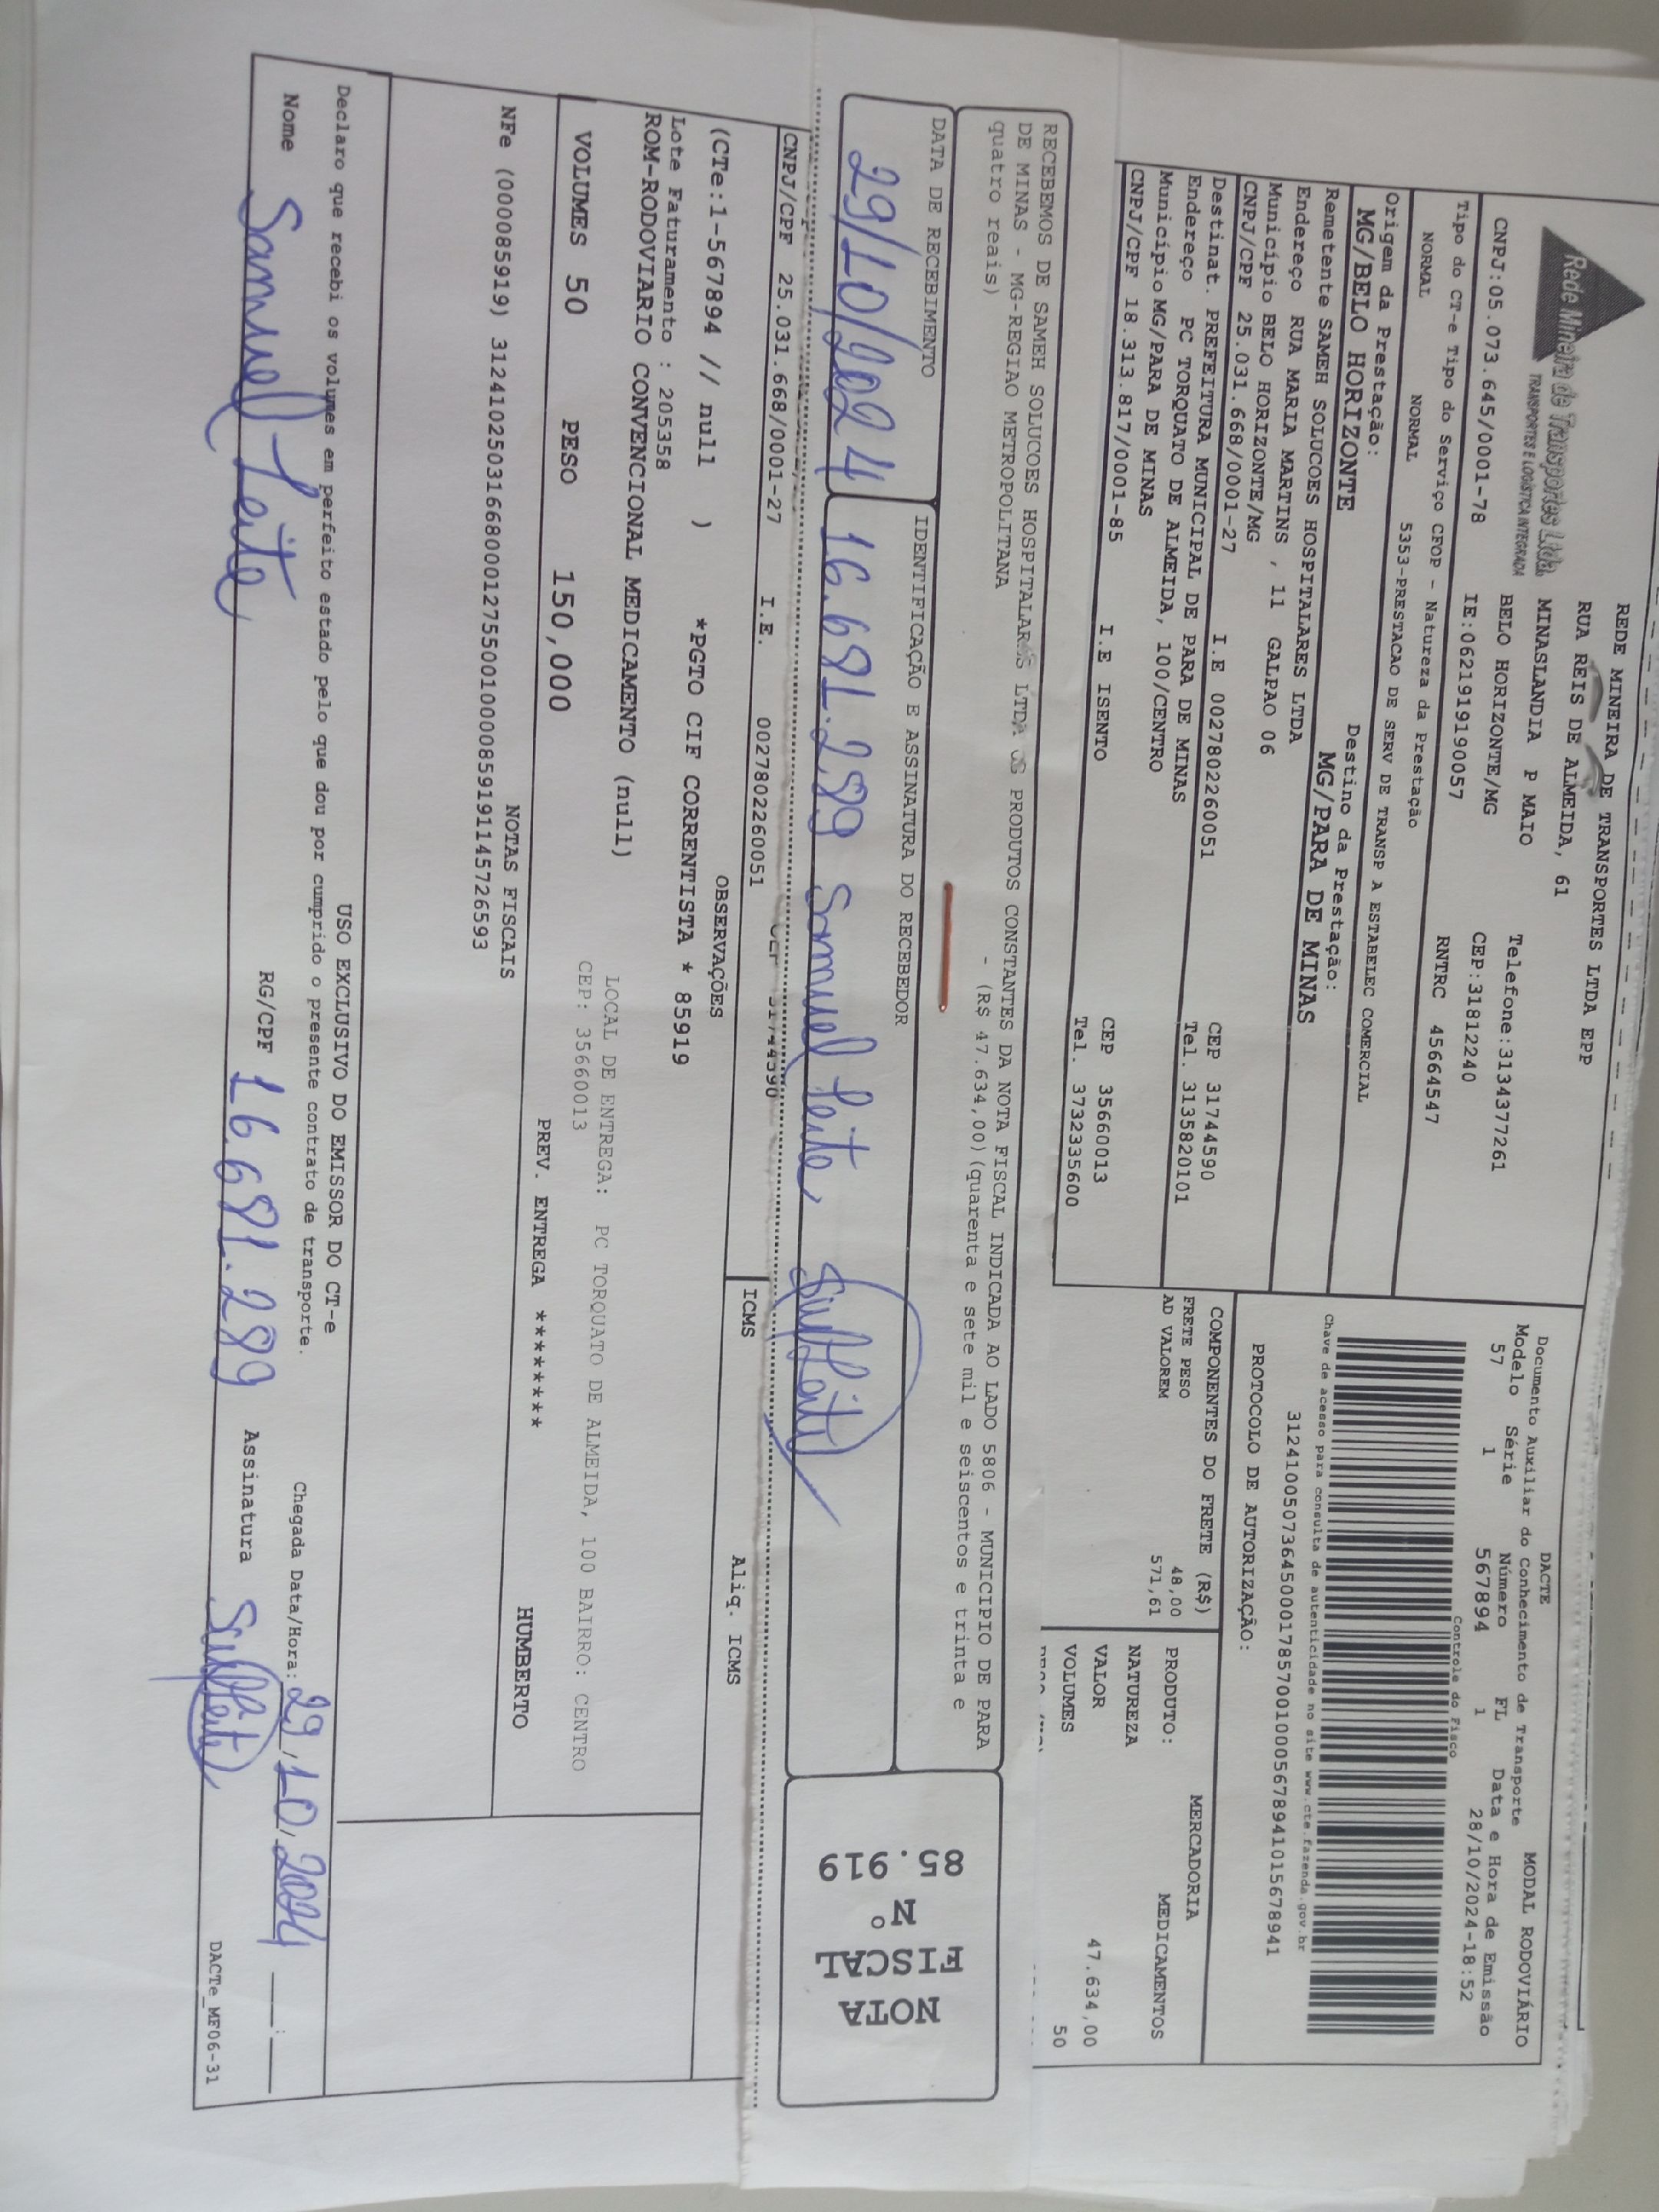 Rede Mineira de Transportes Ltda.
TRANSPORTES E LOGÍSTICA INTEGRADA
REDE MINEIRA DE TRANSPORTES LTDA EPP
RUA REIS DE ALMEIDA, 61
MINASLANDIA P MAIO Telefone:3134377261
BELO HORIZONTE/MG CEP:31812240
CNPJ:05.073.645/0001-78 IE:0621919190057 RNTRC 45664547
Tipo do CT-e Tipo do Serviço CFOP - Natureza da Prestação
NORMAL NORMAL 5353-PRESTACAO DE SERV DE TRANSP A ESTABELEC COMERCIAL
Origem da Prestação: Destino da Prestação:
MG/BELO HORIZONTE MG/PARA DE MINAS
Remetente SAMEH SOLUCOES HOSPITALARES LTDA
Endereço RUA MARIA MARTINS , 11 GALPAO 06
Município BELO HORIZONTE/MG CEP 31744590
CNPJ/CPF 25.031.668/0001-27 I.E 0027802260051 Tel. 3135820101
Destinat. PREFEITURA MUNICIPAL DE PARA DE MINAS
Endereço PC TORQUATO DE ALMEIDA, 100/CENTRO
Município MG/PARA DE MINAS CEP 35660013
CNPJ/CPF 18.313.817/0001-85 I.E ISENTO Tel. 3732335600
DACTE MODAL RODOVIÁRIO
Documento Auxiliar do Conhecimento de Transporte
Modelo Série Número FL Data e Hora de Emissão
57 1 567894 1 28/10/2024-18:52
Controle do Fisco
Chave de acesso para consulta de autenticidade no site www.cte.fazenda.gov.br
31241005073645000178570010005678941015678941
PROTOCOLO DE AUTORIZAÇÃO:
COMPONENTES DO FRETE (R$)
FRETE PESO 48,00
AD VALOREM 571,61
MERCADORIA
PRODUTO: MEDICAMENTOS
NATUREZA
VALOR 47.634,00
VOLUMES 50
RECEBEMOS DE SAMEH SOLUCOES HOSPITALARES LTDA OS PRODUTOS CONSTANTES DA NOTA FISCAL INDICADA AO LADO 5806 - MUNICIPIO DE PARA
DE MINAS - MG-REGIAO METROPOLITANA - (R$ 47.634,00)(quarenta e sete mil e seiscentos e trinta e
quatro reais)
DATA DE RECEBIMENTO IDENTIFICAÇÃO E ASSINATURA DO RECEBEDOR
29/10/2024 16.691.299 Samuel Leite
NOTA
FISCAL
Nº
85.919
CNPJ/CPF 25.031.668/0001-27 I.E. 0027802260051
ICMS Aliq. ICMS
OBSERVAÇÕES
(CTe:1-567894 // null ) *PGTO CIF CORRENTISTA * 85919
Lote Faturamento : 205358
ROM-RODOVIARIO CONVENCIONAL MEDICAMENTO (null)
LOCAL DE ENTREGA: PC TORQUATO DE ALMEIDA, 100 BAIRRO: CENTRO
CEP: 35660013
VOLUMES 50 PESO 150,000 PREV. ENTREGA ******** HUMBERTO
NOTAS FISCAIS
NFe (000085919) 31241025031668000127550010000859191145726593
USO EXCLUSIVO DO EMISSOR DO CT-e
Declaro que recebi os volumes em perfeito estado pelo que dou por cumprido o presente contrato de transporte.
Chegada Data/Hora: 29/10/2024 __:__
Nome Samuel Leite RG/CPF 16.691.299 Assinatura
DACTe_MF06-31